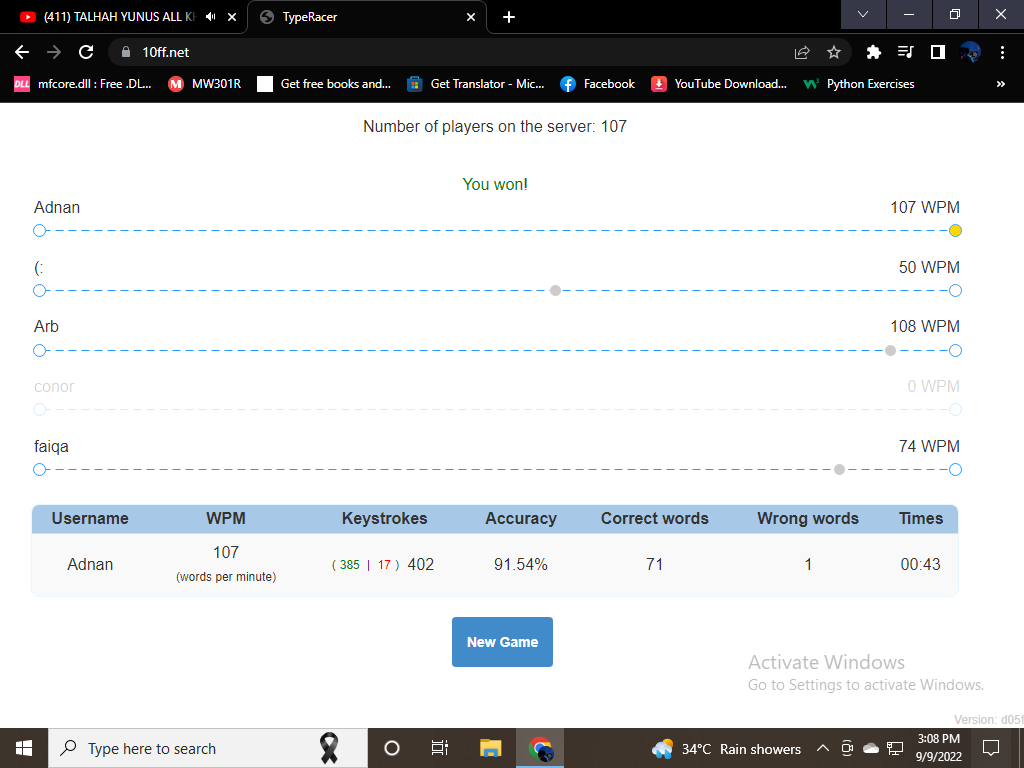 (411) TALHAH YUNUS ALL KH
TypeRacer
10ff.net
DLL mfcore.dll : Free .DL...
M MW301R
Get free books and...
Get Translator - Mic...
Facebook
YouTube Download...
Python Exercises
»
Number of players on the server: 107
You won!
Adnan 107 WPM
(: 50 WPM
Arb 108 WPM
conor 0 WPM
faiqa 74 WPM
Username WPM Keystrokes Accuracy Correct words Wrong words Times
Adnan 107 (words per minute) ( 385 | 17 ) 402 91.54% 71 1 00:43
New Game
Activate Windows
Go to Settings to activate Windows.
Version: d05f
Type here to search
34°C Rain showers
3:08 PM
9/9/2022